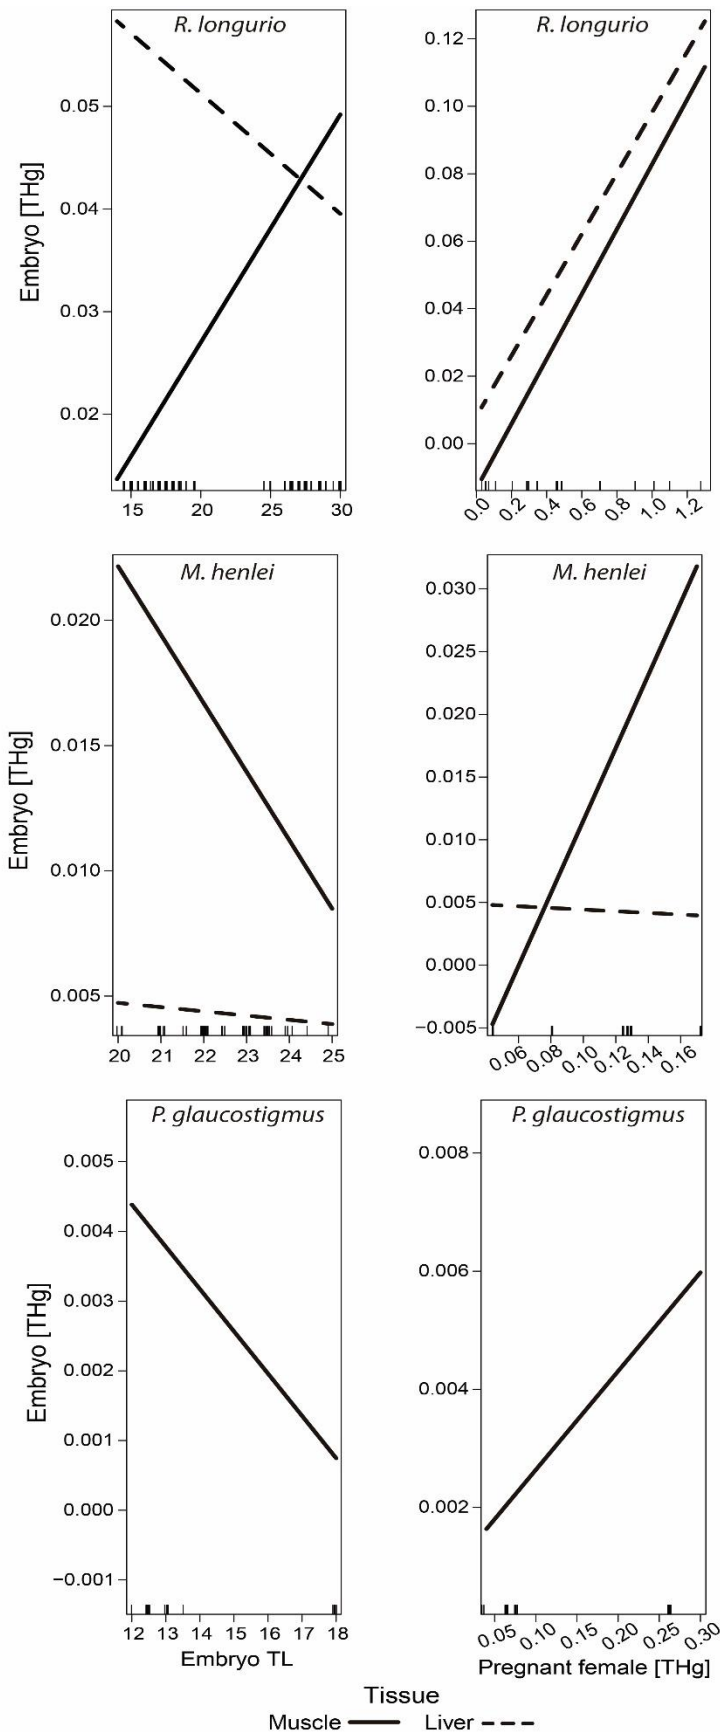 R. longurio
Embryo [THg]
0.05
0.04
0.03
0.02
15 20 25 30
R. longurio
0.12
0.10
0.08
0.06
0.04
0.02
0.00
0.0 0.2 0.4 0.6 0.8 1.0 1.2
M. henlei
Embryo [THg]
0.020
0.015
0.010
0.005
20 21 22 23 24 25
M. henlei
0.030
0.025
0.020
0.015
0.010
0.005
0.000
−0.005
0.06 0.08 0.10 0.12 0.14 0.16
P. glaucostigmus
Embryo [THg]
0.005
0.004
0.003
0.002
0.001
0.000
−0.001
12 13 14 15 16 17 18
Embryo TL
P. glaucostigmus
0.008
0.006
0.004
0.002
0.05 0.10 0.15 0.20 0.25 0.30
Pregnant female [THg]
Tissue
Muscle Liver